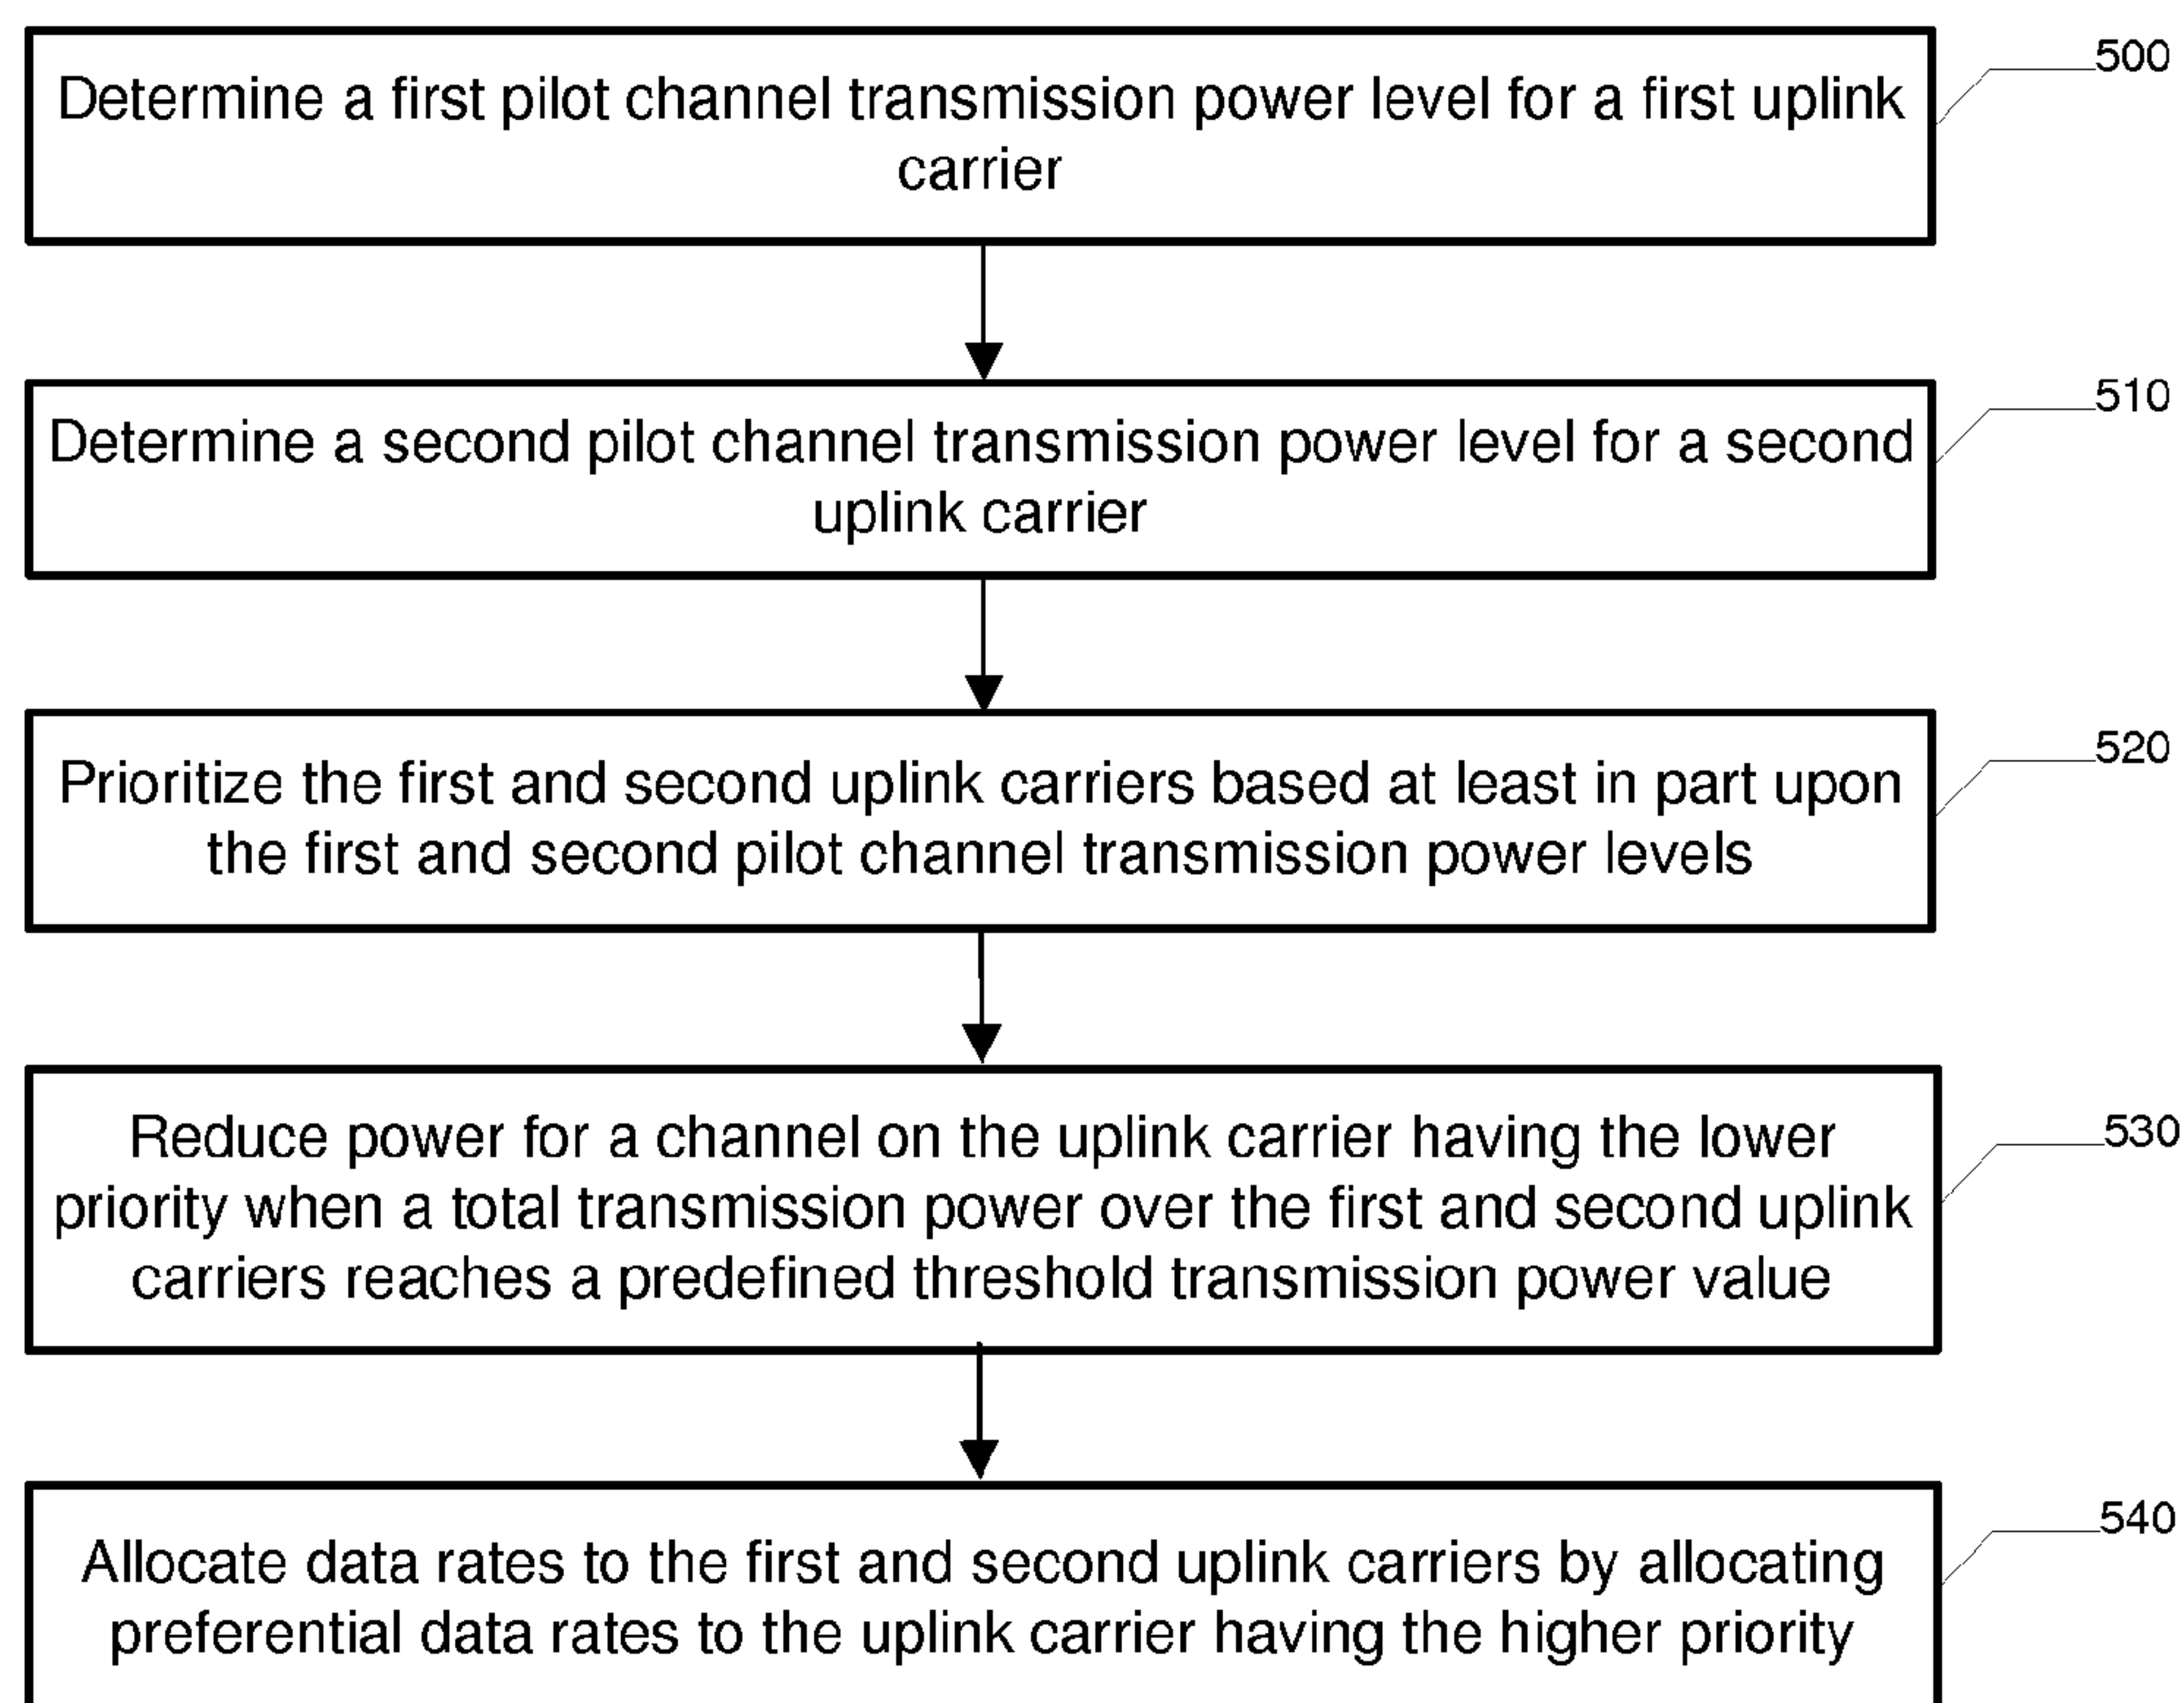 Determine a first pilot channel transmission power level for a first uplink
carrier
500
Determine a second pilot channel transmission power level for a second
uplink carrier
510
Prioritize the first and second uplink carriers based at least in part upon
the first and second pilot channel transmission power levels
520
Reduce power for a channel on the uplink carrier having the lower
priority when a total transmission power over the first and second uplink
carriers reaches a predefined threshold transmission power value
530
Allocate data rates to the first and second uplink carriers by allocating
preferential data rates to the uplink carrier having the higher priority
540